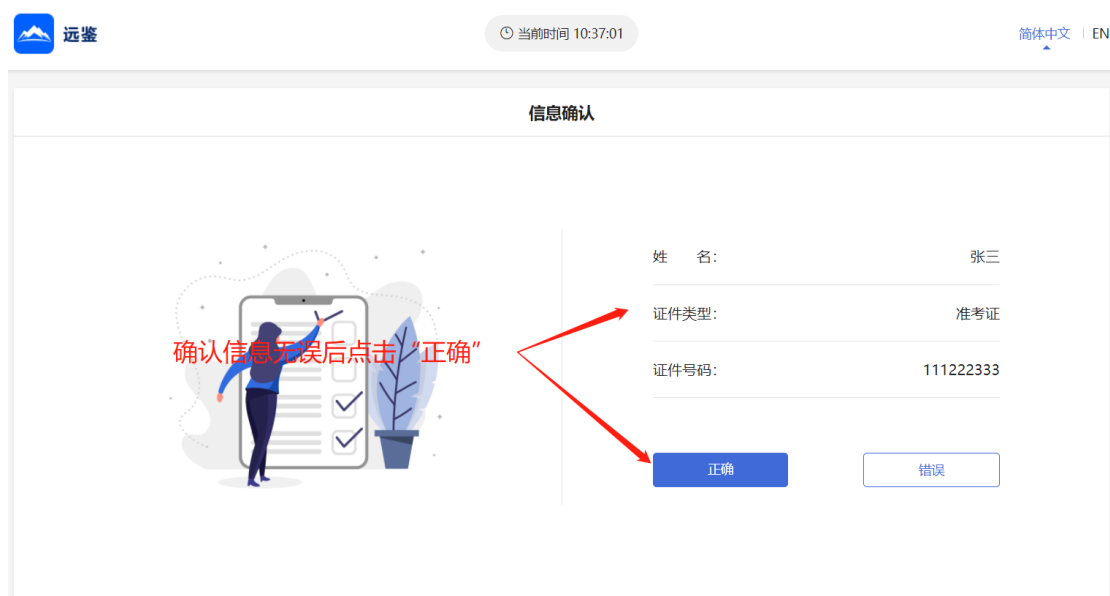 远鉴
当前时间 10:37:01
简体中文 | EN
信息确认
姓 名： 张三
证件类型： 准考证
确认信息无误后点击“正确”
证件号码： 111222333
正确 错误